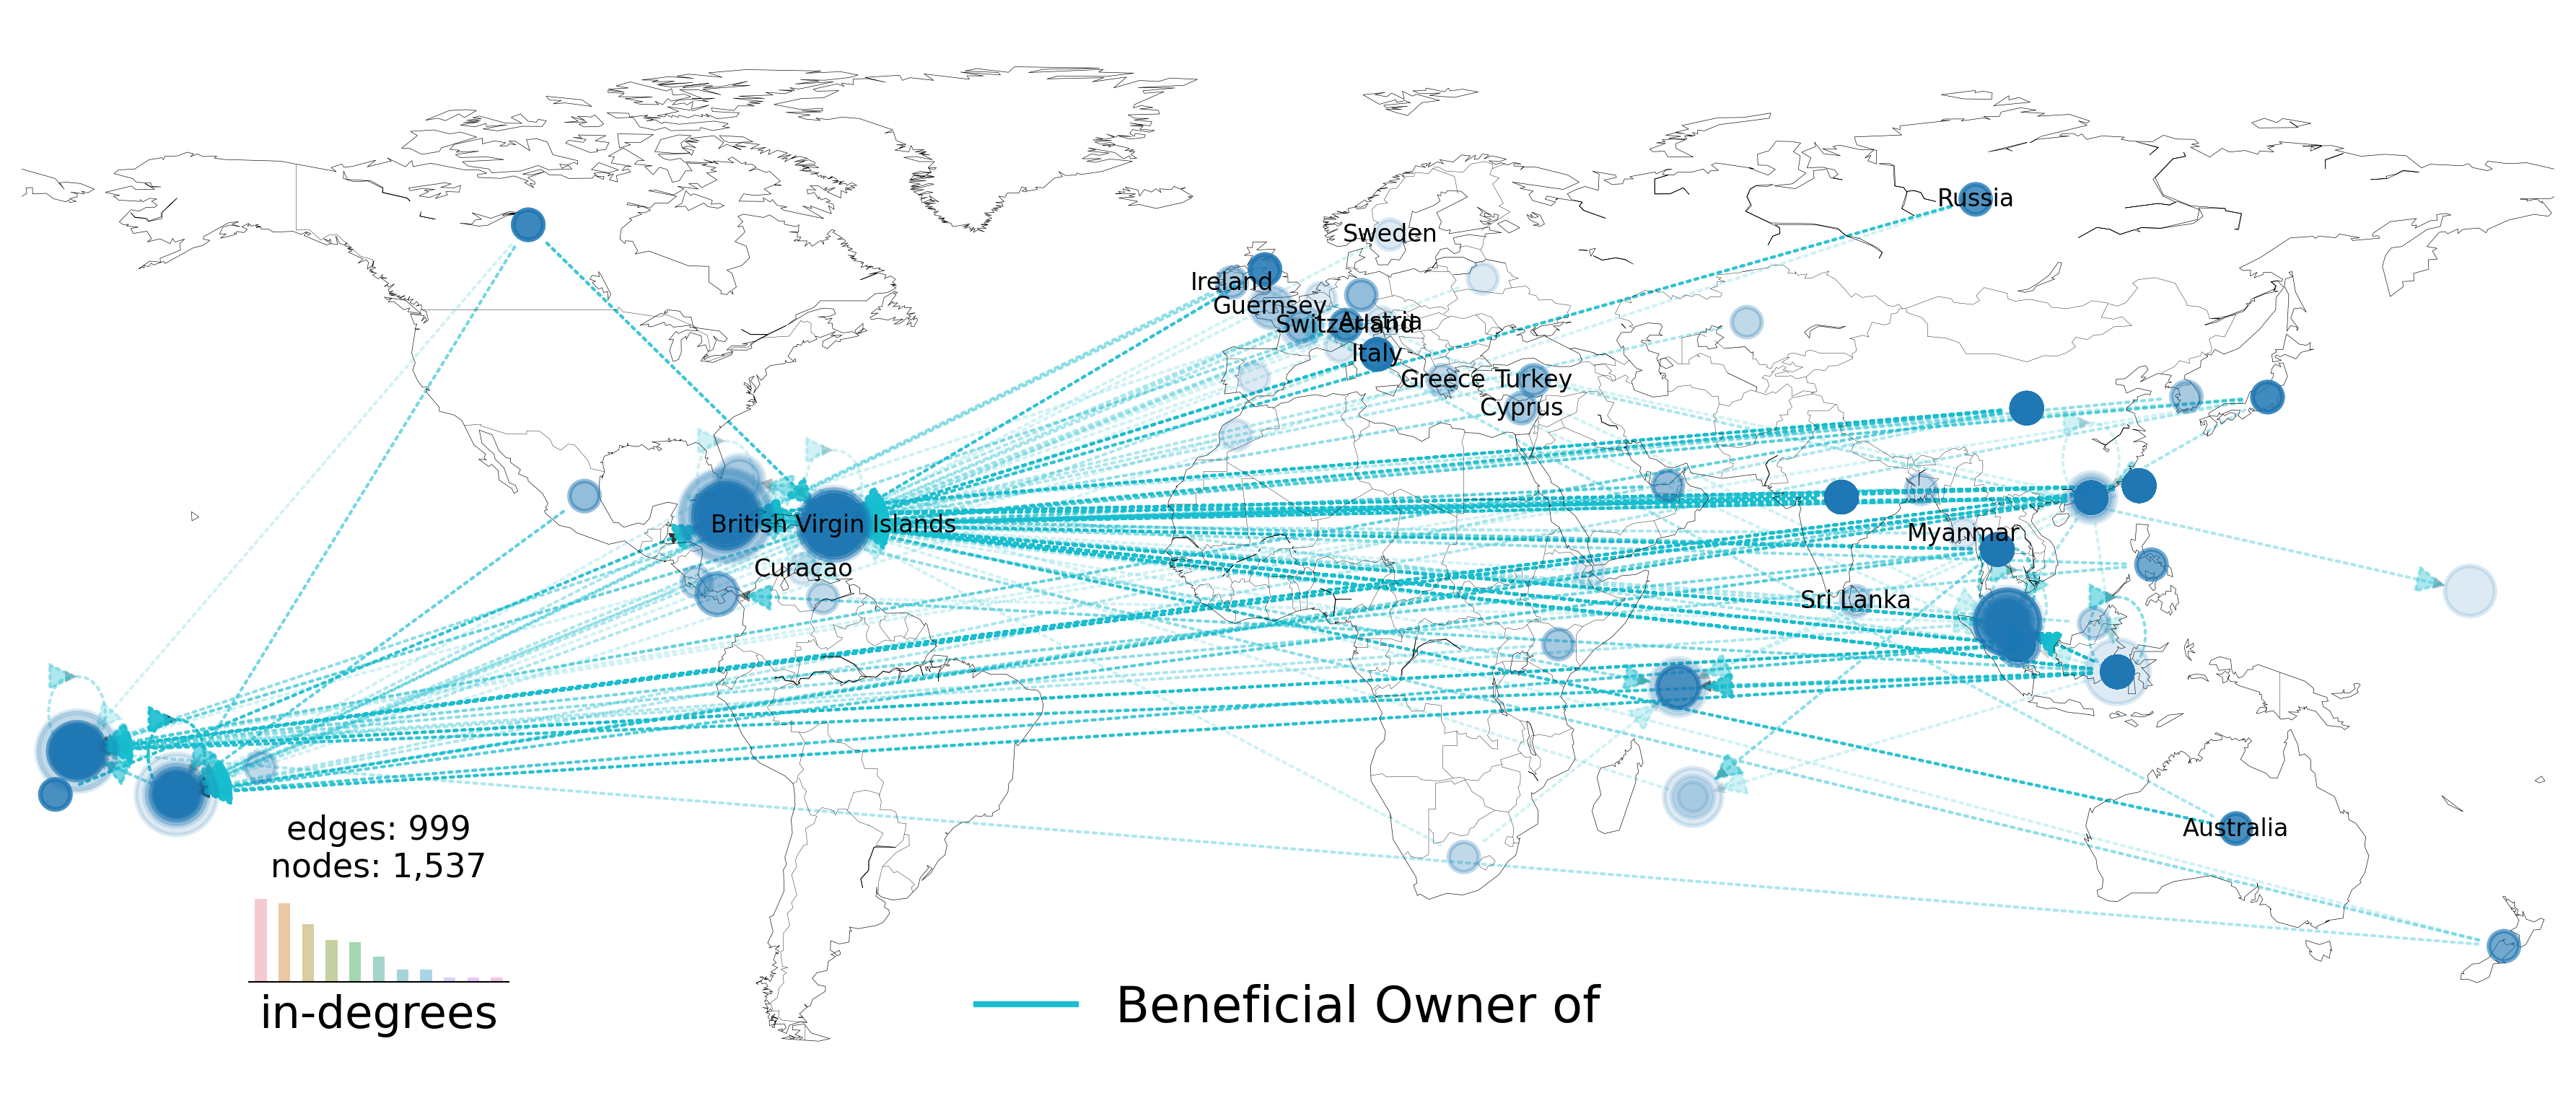 Russia
Sweden
Ireland
Guernsey
Switzerland
Austria
Italy
Greece
Turkey
Cyprus
British Virgin Islands
Myanmar
Curaçao
Sri Lanka
Australia
edges: 999
nodes: 1,537
in-degrees
Beneficial Owner of